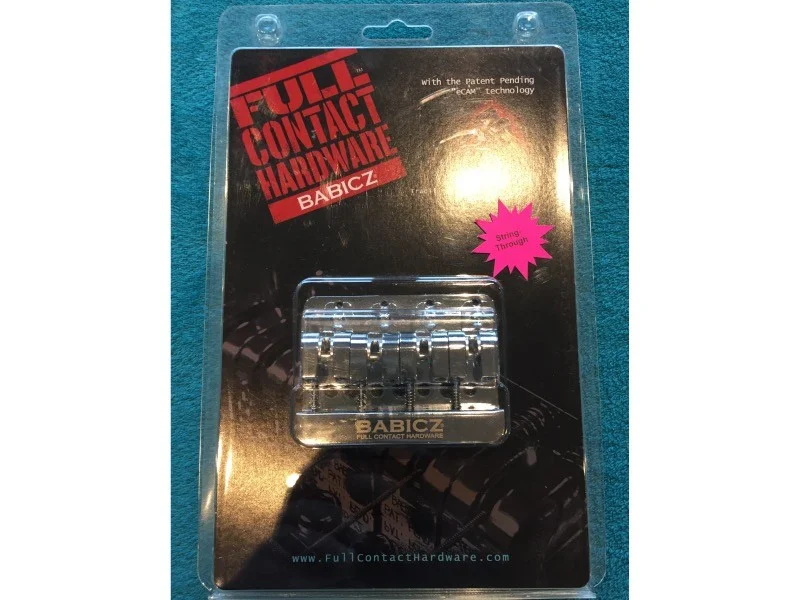 FULL
CONTACT
HARDWARE
BABICZ
With the Patent Pending
"eCAM" technology
String-
Through
BABICZ
FULL CONTACT HARDWARE
www.FullContactHardware.com